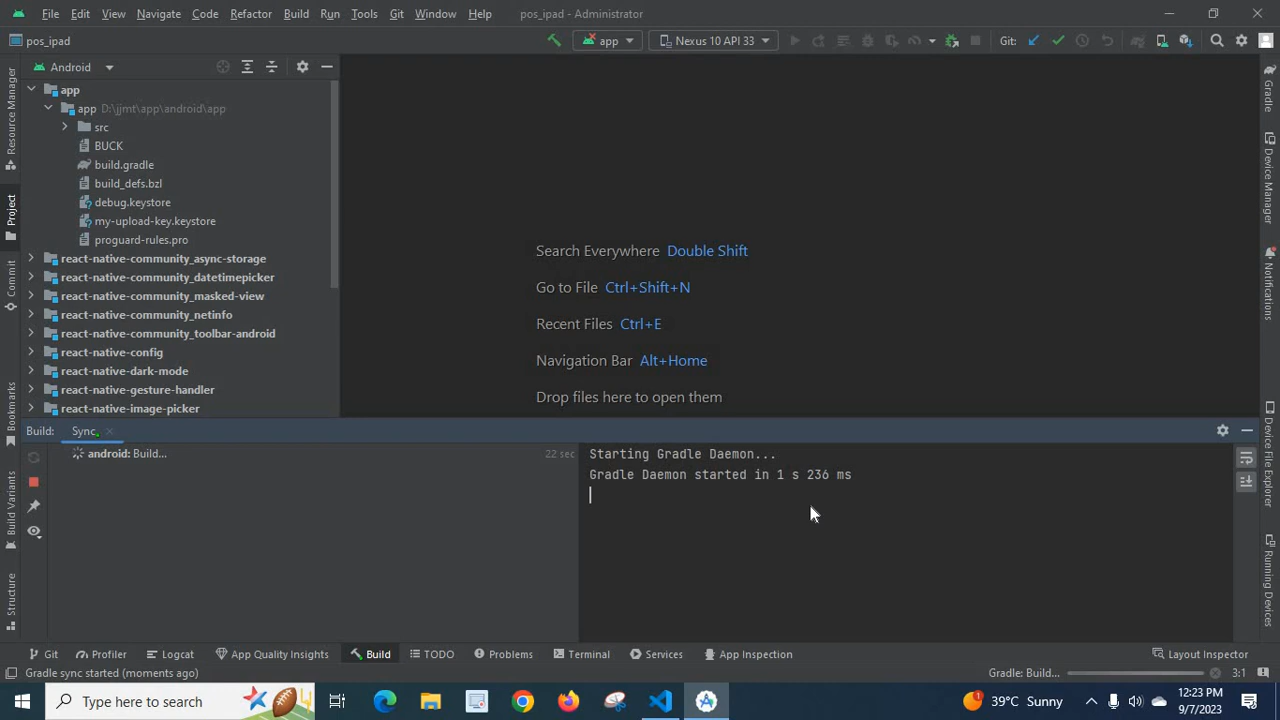 File Edit View Navigate Code Refactor Build Run Tools Git Window Help pos_ipad - Administrator
pos_ipad app Nexus 10 API 33 Git:
Android
app
app D:\jjmt\app\android\app
src
BUCK
build.gradle
build_defs.bzl
debug.keystore
my-upload-key.keystore
proguard-rules.pro
react-native-community_async-storage
react-native-community_datetimepicker
react-native-community_masked-view
react-native-community_netinfo
react-native-community_toolbar-android
react-native-config
react-native-dark-mode
react-native-gesture-handler
react-native-image-picker
Resource Manager
Project
Commit
Bookmarks
Build Variants
Structure
Search Everywhere Double Shift
Go to File Ctrl+Shift+N
Recent Files Ctrl+E
Navigation Bar Alt+Home
Drop files here to open them
Gradle
Device Manager
Notifications
Device File Explorer
Running Devices
Build: Sync
android: Build... 22 sec
Starting Gradle Daemon...
Gradle Daemon started in 1 s 236 ms
Git Profiler Logcat App Quality Insights Build TODO Problems Terminal Services App Inspection Layout Inspector
Gradle sync started (moments ago) Gradle: Build... 3:1
Type here to search 39°C Sunny 12:23 PM
9/7/2023